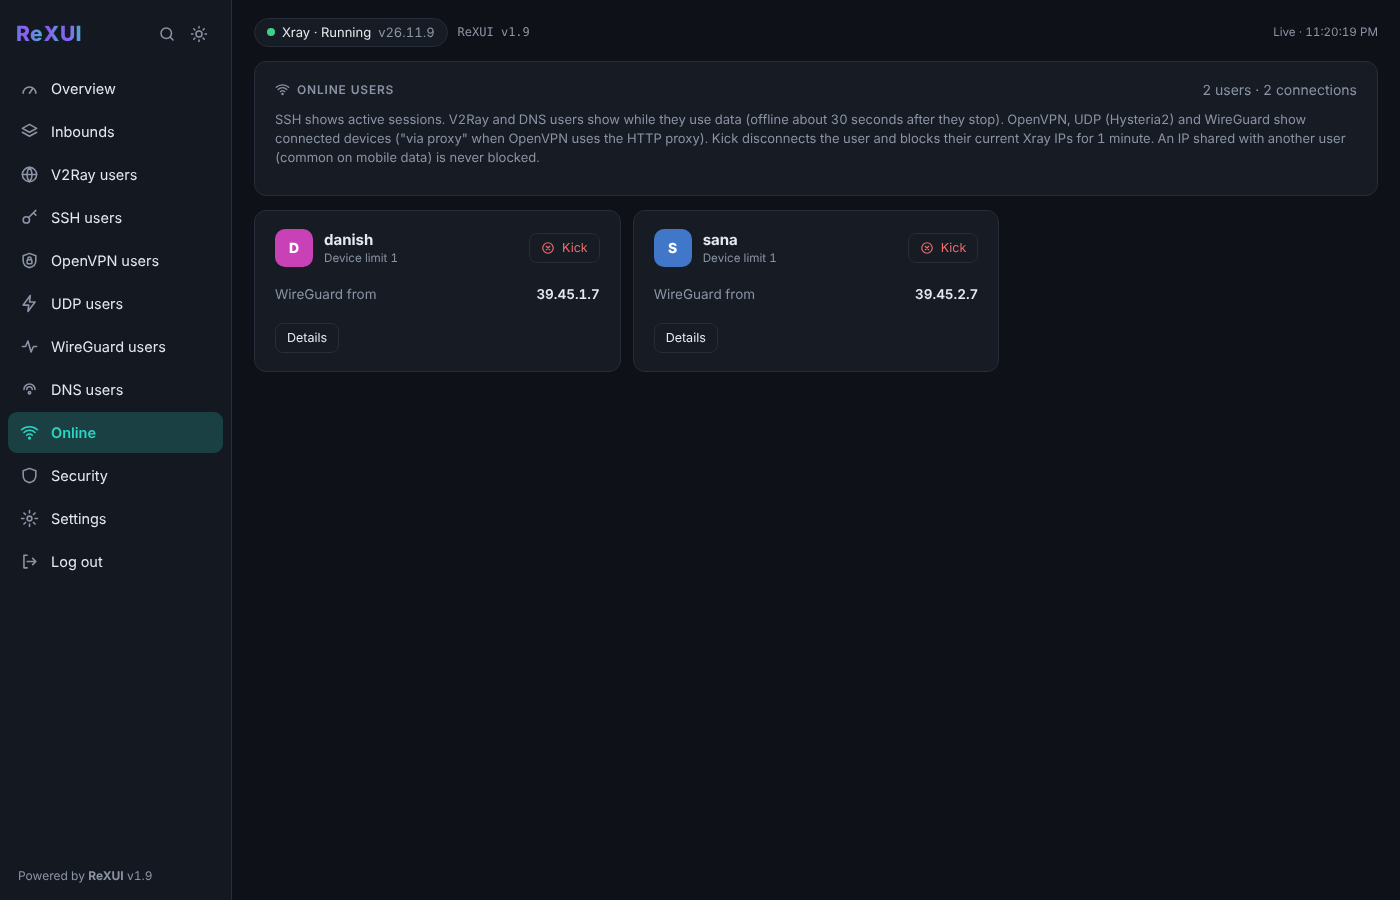 ReXUI
Overview
Inbounds
V2Ray users
SSH users
OpenVPN users
UDP users
WireGuard users
DNS users
Online
Security
Settings
Log out
Powered by ReXUI v1.9
Xray · Running v26.11.9 ReXUI v1.9
Live · 11:20:19 PM
ONLINE USERS
2 users · 2 connections
SSH shows active sessions. V2Ray and DNS users show while they use data (offline about 30 seconds after they stop). OpenVPN, UDP (Hysteria2) and WireGuard show
connected devices ("via proxy" when OpenVPN uses the HTTP proxy). Kick disconnects the user and blocks their current Xray IPs for 1 minute. An IP shared with another user
(common on mobile data) is never blocked.
D
danish
Device limit 1
Kick
WireGuard from 39.45.1.7
Details
S
sana
Device limit 1
Kick
WireGuard from 39.45.2.7
Details